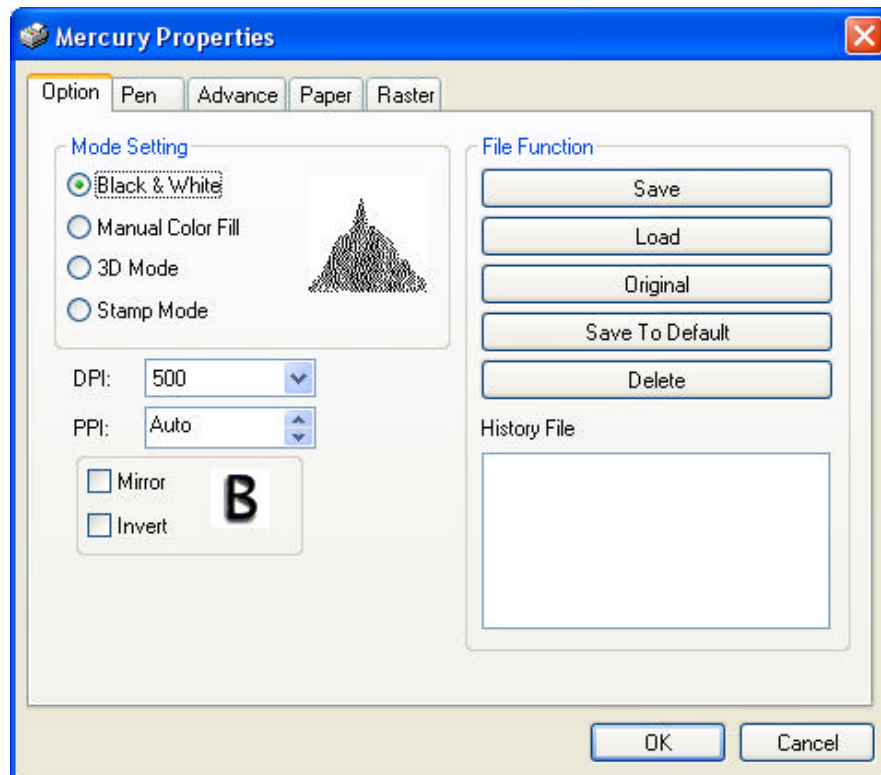 Mercury Properties
Option Pen Advance Paper Raster
Mode Setting
Black & White
Manual Color Fill
3D Mode
Stamp Mode
DPI: 500
PPI: Auto
Mirror
Invert
B
File Function
Save
Load
Original
Save To Default
Delete
History File
OK Cancel